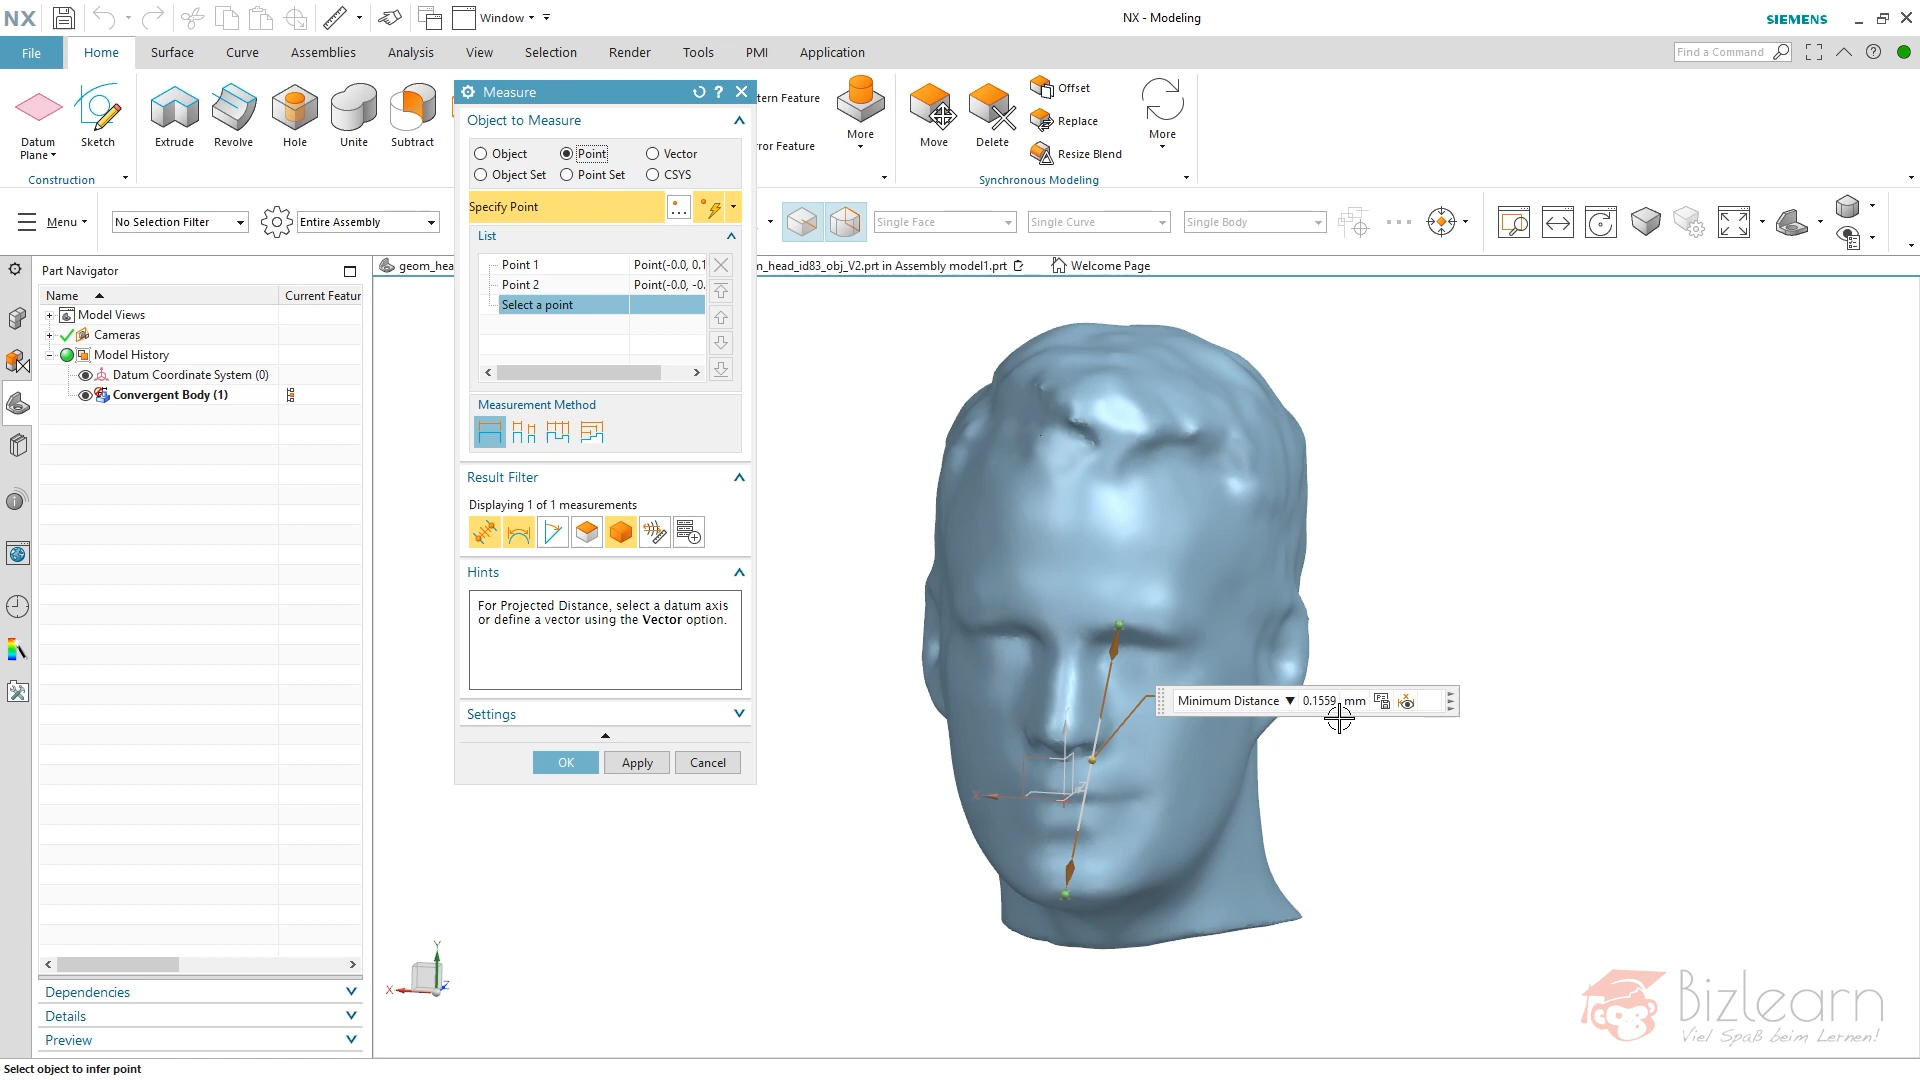 NX
Window
NX - Modeling
SIEMENS
File
Home
Surface
Curve
Assemblies
Analysis
View
Selection
Render
Tools
PMI
Application
Find a Command
Datum
Plane
Sketch
Extrude
Revolve
Hole
Unite
Subtract
tern Feature
ror Feature
More
Move
Delete
Offset
Replace
Resize Blend
More
Construction
Synchronous Modeling
Menu
No Selection Filter
Entire Assembly
Single Face
Single Curve
Single Body
Part Navigator
Name
Current Featur
Model Views
Cameras
Model History
Datum Coordinate System (0)
Convergent Body (1)
Dependencies
Details
Preview
geom_hea
n_head_id83_obj_V2.prt in Assembly model1.prt
Welcome Page
Measure
?
Object to Measure
Object
Point
Vector
Object Set
Point Set
CSYS
Specify Point
List
Point 1
Point(-0.0, 0.1
Point 2
Point(-0.0, -0.
Select a point
Measurement Method
Result Filter
Displaying 1 of 1 measurements
Hints
For Projected Distance, select a datum axis
or define a vector using the Vector option.
Settings
OK
Apply
Cancel
Minimum Distance
0.1559
mm
X
Z
Y
X
Z
Bizlearn
Viel Spaß beim Lernen!
Select object to infer point